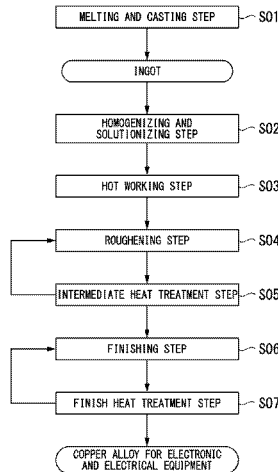 MELTING AND CASTING STEP
S01
INGOT
HOMOGENIZING AND
SOLUTIONIZING STEP
S02
HOT WORKING STEP
S03
ROUGHENING STEP
S04
INTERMEDIATE HEAT TREATMENT STEP
S05
FINISHING STEP
S06
FINISH HEAT TREATMENT STEP
S07
COPPER ALLOY FOR ELECTRONIC
AND ELECTRICAL EQUIPMENT